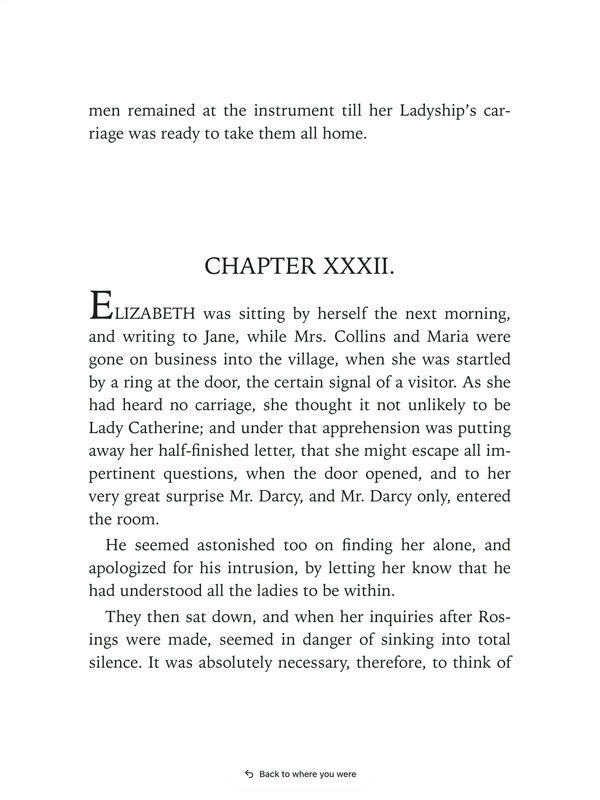 men remained at the instrument till her Ladyship's car-
riage was ready to take them all home.
CHAPTER XXXII.
ELIZABETH was sitting by herself the next morning,
and writing to Jane, while Mrs. Collins and Maria were
gone on business into the village, when she was startled
by a ring at the door, the certain signal of a visitor. As she
had heard no carriage, she thought it not unlikely to be
Lady Catherine; and under that apprehension was putting
away her half-finished letter, that she might escape all im-
pertinent questions, when the door opened, and to her
very great surprise Mr. Darcy, and Mr. Darcy only, entered
the room.
He seemed astonished too on finding her alone, and
apologized for his intrusion, by letting her know that he
had understood all the ladies to be within.
They then sat down, and when her inquiries after Ros-
ings were made, seemed in danger of sinking into total
silence. It was absolutely necessary, therefore, to think of
Back to where you were